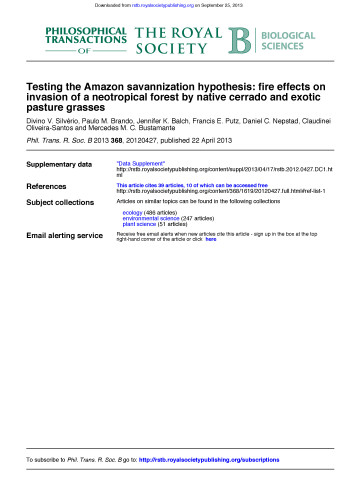 Downloaded from rstb.royalsocietypublishing.org on September 25, 2013
PHILOSOPHICAL TRANSACTIONS OF
THE ROYAL SOCIETY
B
BIOLOGICAL SCIENCES
Testing the Amazon savannization hypothesis: fire effects on
invasion of a neotropical forest by native cerrado and exotic
pasture grasses
Divino V. Silvério, Paulo M. Brando, Jennifer K. Balch, Francis E. Putz, Daniel C. Nepstad, Claudinei
Oliveira-Santos and Mercedes M. C. Bustamante
Phil. Trans. R. Soc. B 2013 368, 20120427, published 22 April 2013
Supplementary data
"Data Supplement"
http://rstb.royalsocietypublishing.org/content/suppl/2013/04/17/rstb.2012.0427.DC1.ht
ml
References
This article cites 39 articles, 10 of which can be accessed free
http://rstb.royalsocietypublishing.org/content/368/1619/20120427.full.html#ref-list-1
Subject collections
Articles on similar topics can be found in the following collections
ecology (486 articles)
environmental science (247 articles)
plant science (51 articles)
Email alerting service
Receive free email alerts when new articles cite this article - sign up in the box at the top
right-hand corner of the article or click here
To subscribe to Phil. Trans. R. Soc. B go to: http://rstb.royalsocietypublishing.org/subscriptions